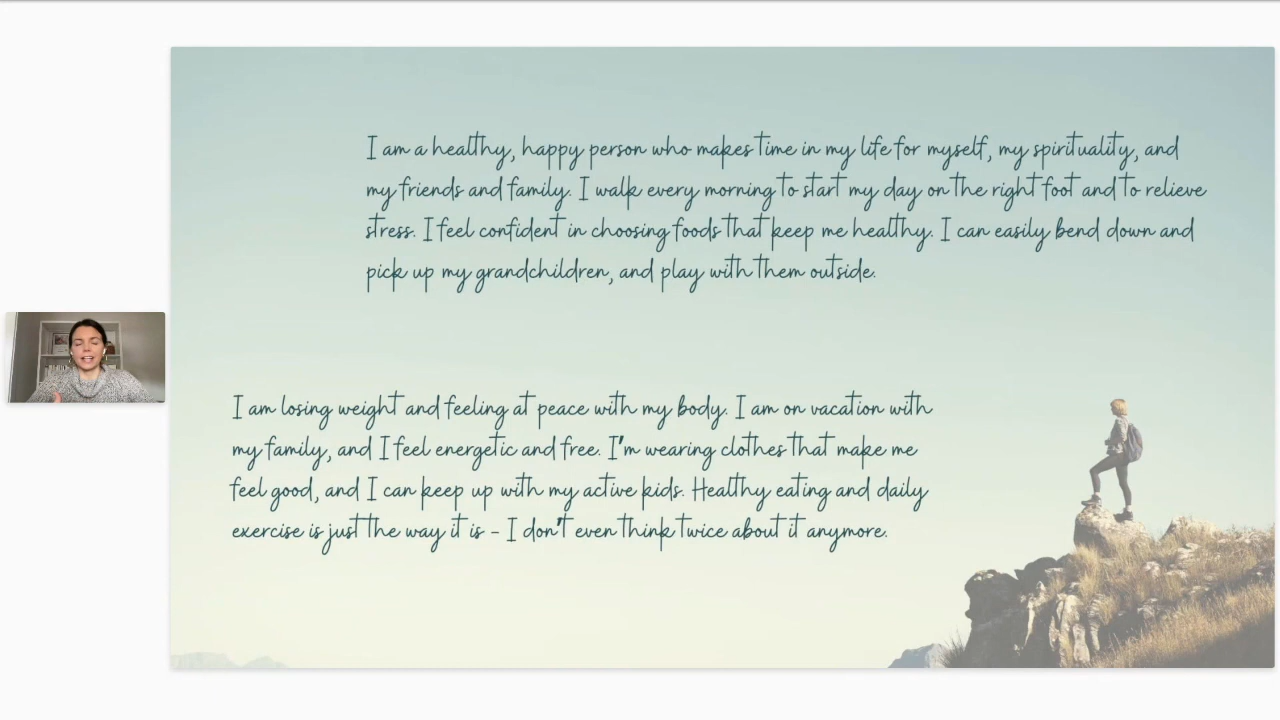 I am a healthy, happy person who makes time in my life for myself, my spirituality, and
my friends and family. I walk every morning to start my day on the right foot and to relieve
stress. I feel confident in choosing foods that keep me healthy. I can easily bend down and
pick up my grandchildren, and play with them outside.
I am losing weight and feeling at peace with my body. I am on vacation with
my family, and I feel energetic and free. I'm wearing clothes that make me
feel good, and I can keep up with my active kids. Healthy eating and daily
exercise is just the way it is - I don't even think twice about it anymore.